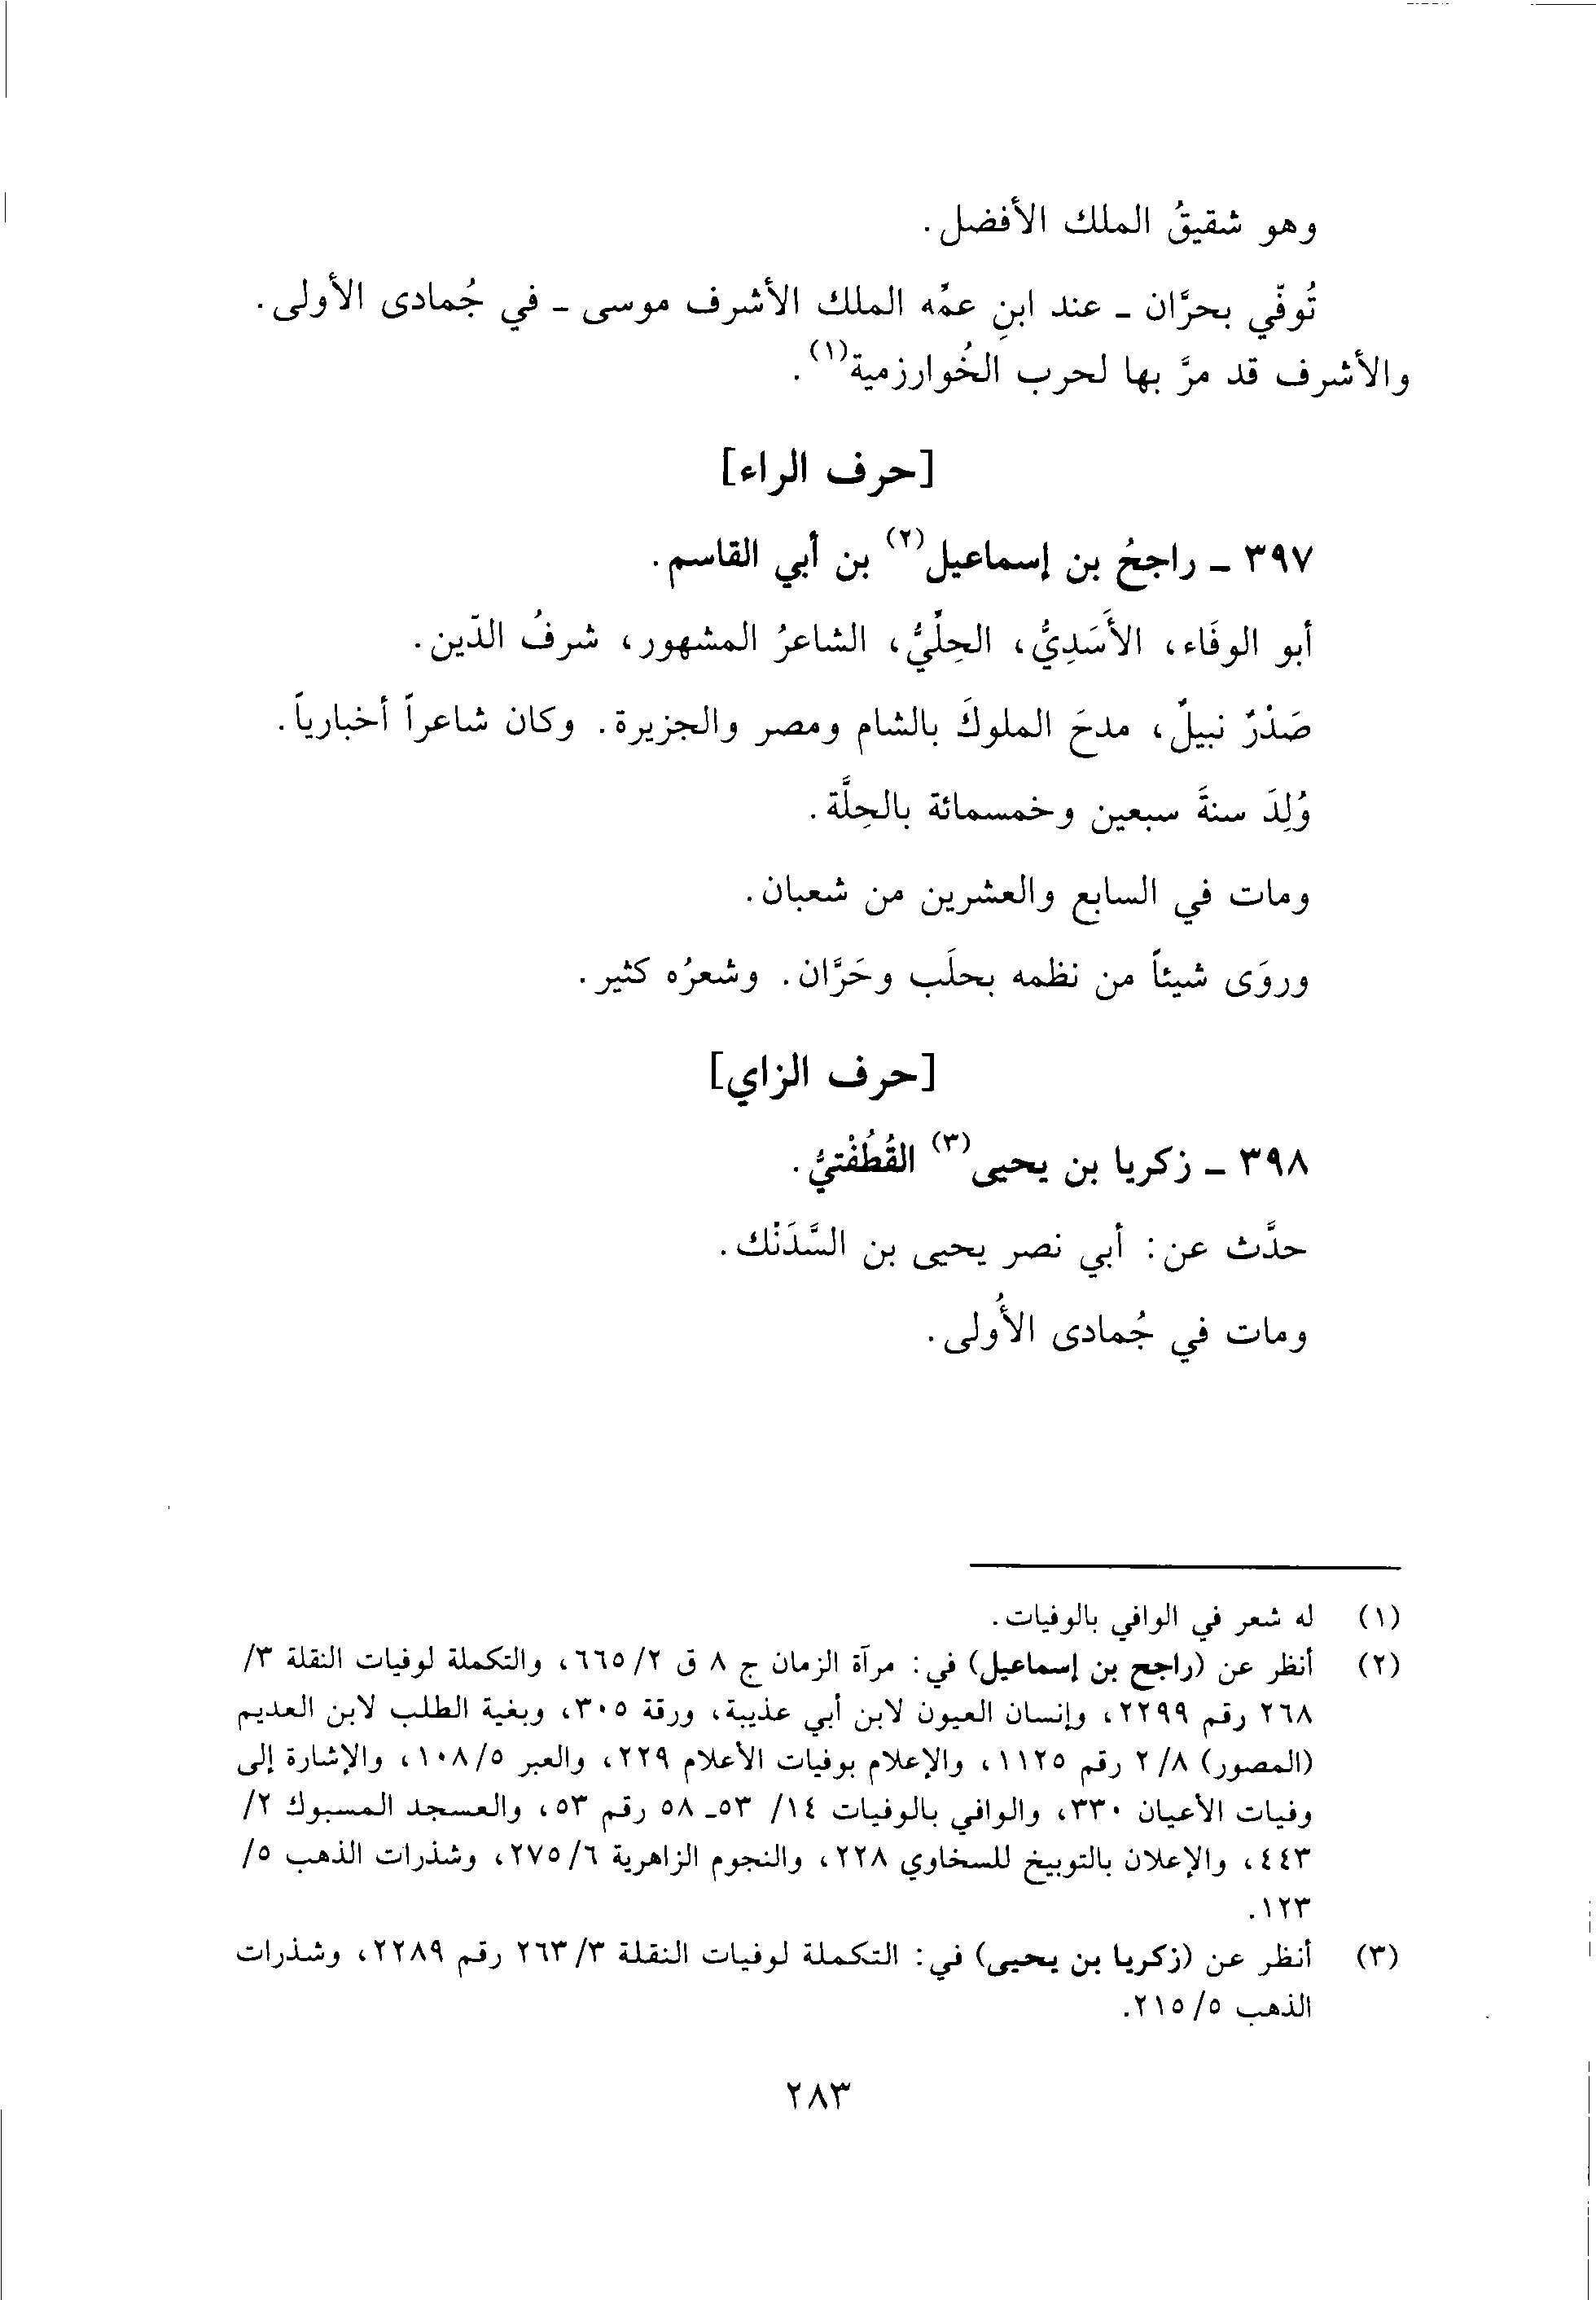 وهو شقيقُ الملك الأفضل.
تُوفّي بحرَّان ـ عند ابنِ عمِّه الملك الأشرف موسى ـ في جُمادى الأولى.
والأشرف قد مرَّ بها لحرب الخُوارزمية(١).
[حرف الراء]
٣٩٧ ـ راجحُ بن إسماعيل(٢) بن أبي القاسم.
أبو الوفَاء، الأَسَدِيُّ، الحِلِّيُّ، الشاعرُ المشهور، شرفُ الدّين.
صَدْرٌ نبيلٌ، مدحَ الملوكَ بالشام ومصر والجزيرة. وكان شاعراً أخبارياً.
وُلِدَ سنةَ سبعين وخمسمائة بالحِلَّة.
ومات في السابع والعشرين من شعبان.
وروَى شيئاً من نظمه بحلَب وحَرَّان. وشعرُه كثير.
[حرف الزاي]
٣٩٨ ـ زكريا بن يحيى(٣) القُطُفْتيُّ.
حدَّث عن: أبي نصر يحيى بن السَّدَنْك.
ومات في جُمادى الأُولى.
(١) له شعر في الوافي بالوفيات.
(٢) أنظر عن (راجح بن إسماعيل) في: مرآة الزمان ج ٨ ق ٢/ ٦٦٥، والتكملة لوفيات النقلة ٣/
٢٦٨ رقم ٢٢٩٩، وإنسان العيون لابن أبي عذيبة، ورقة ٣٠٥، وبغية الطلب لابن العديم
(المصور) ٨/ ٢ رقم ١١٢٥، والإعلام بوفيات الأعلام ٢٢٩، والعبر ٥/ ١٠٨، والإشارة إلى
وفيات الأعيان ٣٣٠، والوافي بالوفيات ١٤/ ٥٣ـ ٥٨ رقم ٥٣، والعسجد المسبوك ٢/
٤٤٣، والإعلان بالتوبيخ للسخاوي ٢٢٨، والنجوم الزاهرية ٦/ ٢٧٥، وشذرات الذهب ٥/
١٢٣.
(٣) أنظر عن (زكريا بن يحيى) في: التكملة لوفيات النقلة ٣/ ٢٦٣ رقم ٢٢٨٩، وشذرات
الذهب ٥/ ٢١٥.
٢٨٣